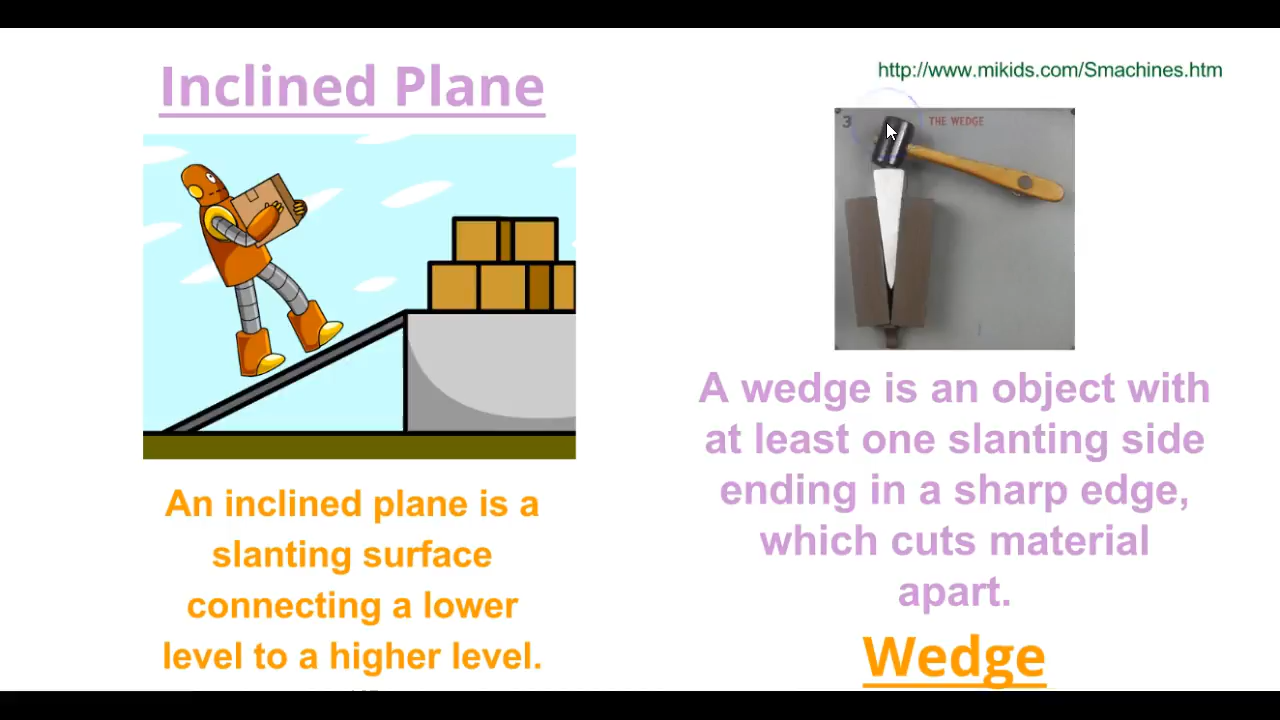 Inclined Plane
An inclined plane is a
slanting surface
connecting a lower
level to a higher level.
http://www.mikids.com/Smachines.htm
3 THE WEDGE
A wedge is an object with
at least one slanting side
ending in a sharp edge,
which cuts material
apart.
Wedge